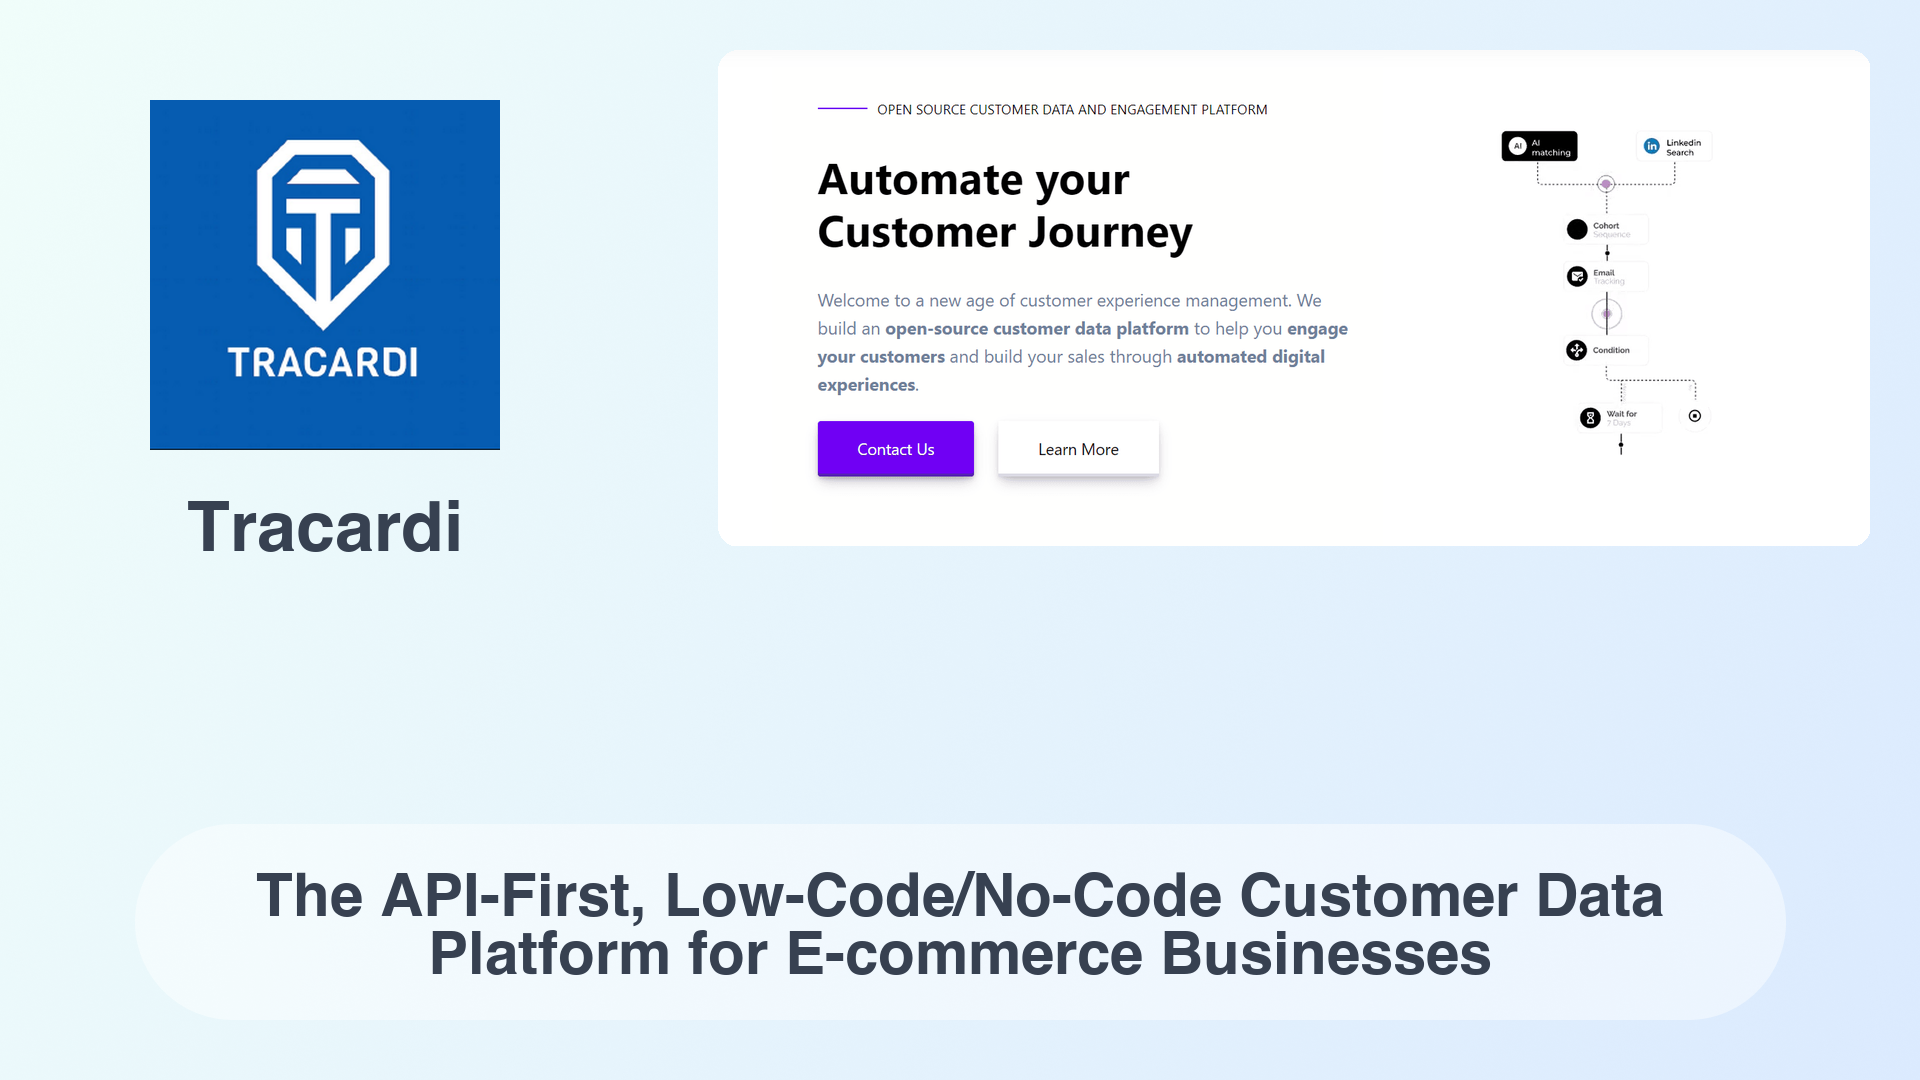 TRACARDI
Tracardi
OPEN SOURCE CUSTOMER DATA AND ENGAGEMENT PLATFORM
Automate your
Customer Journey
Welcome to a new age of customer experience management. We
build an open-source customer data platform to help you engage
your customers and build your sales through automated digital
experiences.
Contact Us
Learn More
AI
AI
matching
in
Linkedin
Search
Cohort
Sequence
Email
Tracking
Condition
Wait for
7 Days
The API-First, Low-Code/No-Code Customer Data
Platform for E-commerce Businesses